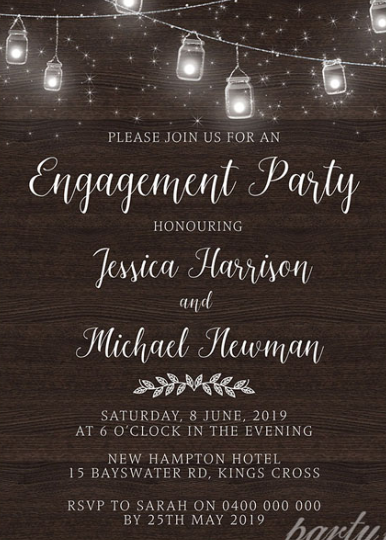 PLEASE JOIN US FOR AN
Engagement Party
HONOURING
Jessica Harrison
and
Michael Newman
SATURDAY, 8 JUNE, 2019
AT 6 O'CLOCK IN THE EVENING
NEW HAMPTON HOTEL
15 BAYSWATER RD, KINGS CROSS
RSVP TO SARAH ON 0400 000 000
BY 25TH MAY 2019
party